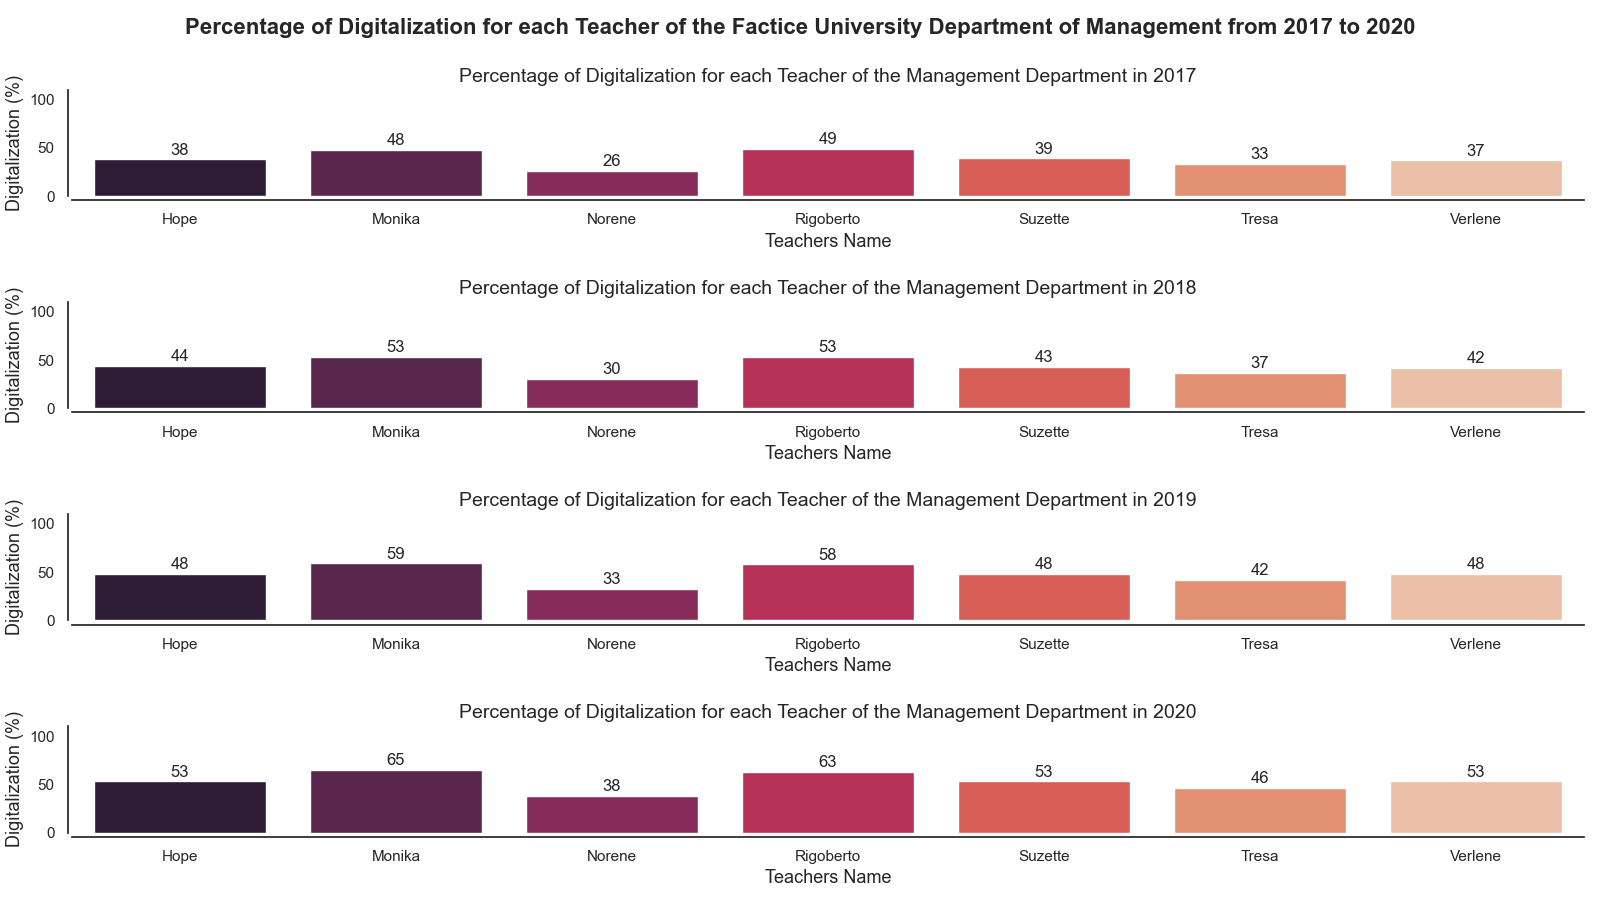 Percentage of Digitalization for each Teacher of the Factice University Department of Management from 2017 to 2020
Percentage of Digitalization for each Teacher of the Management Department in 2017
Digitalization (%)
100
50
0
38
48
26
49
39
33
37
Hope
Monika
Norene
Rigoberto
Suzette
Tresa
Verlene
Teachers Name
Percentage of Digitalization for each Teacher of the Management Department in 2018
Digitalization (%)
100
50
0
44
53
30
53
43
37
42
Hope
Monika
Norene
Rigoberto
Suzette
Tresa
Verlene
Teachers Name
Percentage of Digitalization for each Teacher of the Management Department in 2019
Digitalization (%)
100
50
0
48
59
33
58
48
42
48
Hope
Monika
Norene
Rigoberto
Suzette
Tresa
Verlene
Teachers Name
Percentage of Digitalization for each Teacher of the Management Department in 2020
Digitalization (%)
100
50
0
53
65
38
63
53
46
53
Hope
Monika
Norene
Rigoberto
Suzette
Tresa
Verlene
Teachers Name